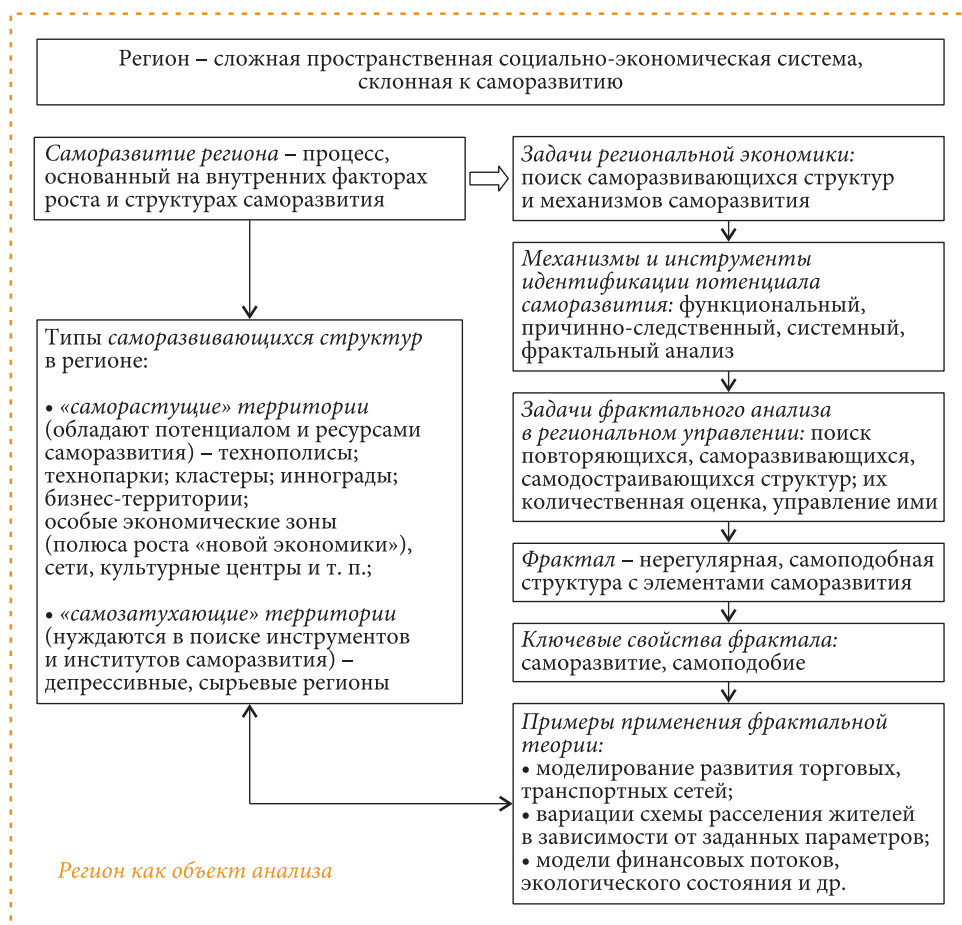 Регион – сложная пространственная социально-экономическая система,
склонная к саморазвитию
Саморазвитие региона – процесс,
основанный на внутренних факторах
роста и структурах саморазвития
Типы саморазвивающихся структур
в регионе:
• «саморастущие» территории
(обладают потенциалом и ресурсами
саморазвития) – технополисы;
технопарки; кластеры; иннограды;
бизнес-территории;
особые экономические зоны
(полюса роста «новой экономики»),
сети, культурные центры и т. п.;
• «самозатухающие» территории
(нуждаются в поиске инструментов
и институтов саморазвития) –
депрессивные, сырьевые регионы
Задачи региональной экономики:
поиск саморазвивающихся структур
и механизмов саморазвития
Механизмы и инструменты
идентификации потенциала
саморазвития: функциональный,
причинно-следственный, системный,
фрактальный анализ
Задачи фрактального анализа
в региональном управлении: поиск
повторяющихся, саморазвивающихся,
самодостраивающихся структур; их
количественная оценка, управление ими
Фрактал – нерегулярная, самоподобная
структура с элементами саморазвития
Ключевые свойства фрактала:
саморазвитие, самоподобие
Примеры применения фрактальной
теории:
• моделирование развития торговых,
транспортных сетей;
• вариации схемы расселения жителей
в зависимости от заданных параметров;
• модели финансовых потоков,
экологического состояния и др.
Регион как объект анализа